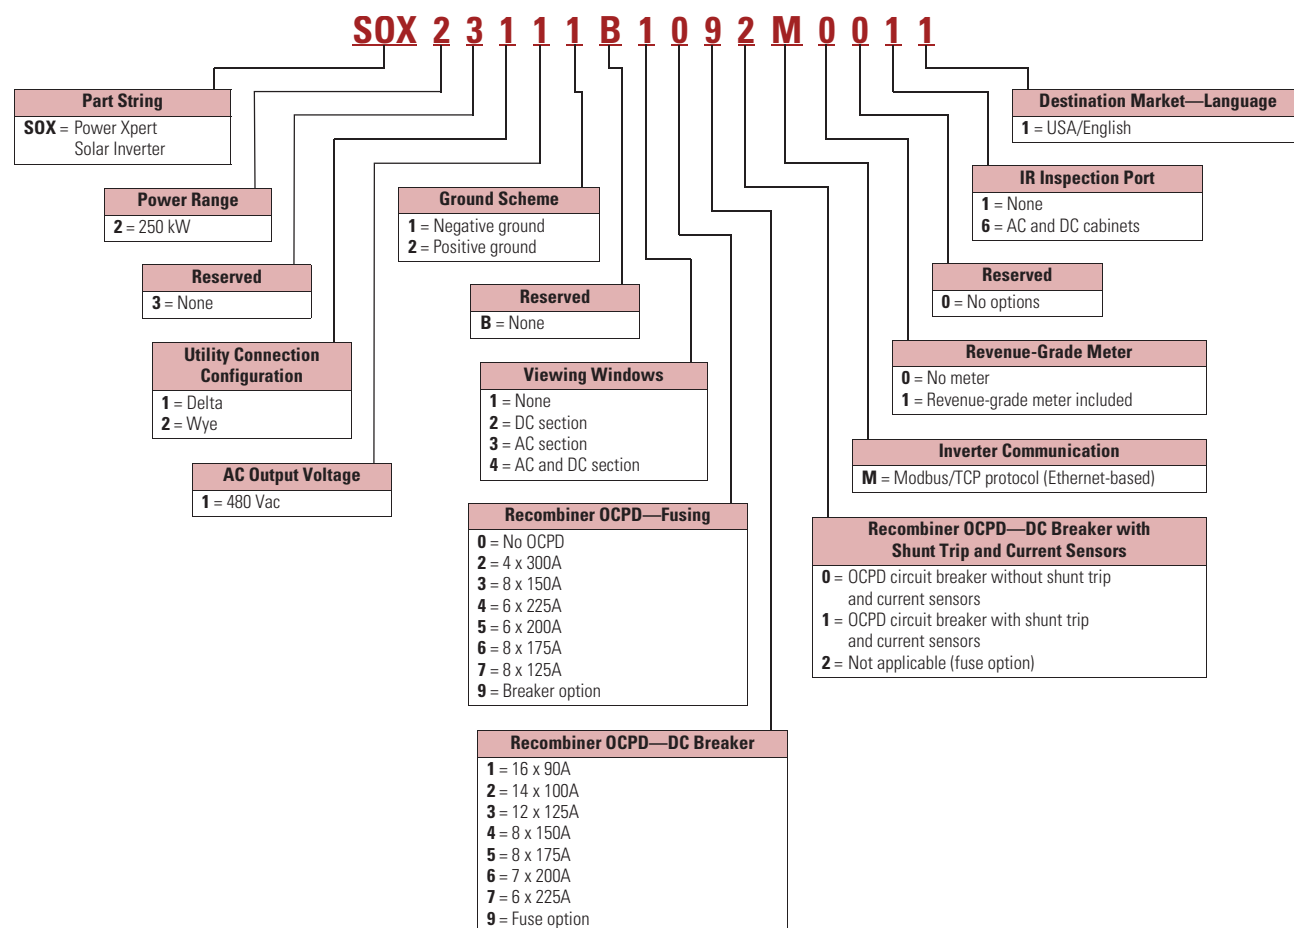 SOX 2 3 1 1 1 B 1 0 9 2 M 0 0 1 1
Part String
SOX = Power Xpert
Solar Inverter
Power Range
2 = 250 kW
Reserved
3 = None
Utility Connection
Configuration
1 = Delta
2 = Wye
AC Output Voltage
1 = 480 Vac
Ground Scheme
1 = Negative ground
2 = Positive ground
Reserved
B = None
Viewing Windows
1 = None
2 = DC section
3 = AC section
4 = AC and DC section
Recombiner OCPD—Fusing
0 = No OCPD
2 = 4 x 300A
3 = 8 x 150A
4 = 6 x 225A
5 = 6 x 200A
6 = 8 x 175A
7 = 8 x 125A
9 = Breaker option
Recombiner OCPD—DC Breaker
1 = 16 x 90A
2 = 14 x 100A
3 = 12 x 125A
4 = 8 x 150A
5 = 8 x 175A
6 = 7 x 200A
7 = 6 x 225A
9 = Fuse option
Destination Market—Language
1 = USA/English
IR Inspection Port
1 = None
6 = AC and DC cabinets
Reserved
0 = No options
Revenue-Grade Meter
0 = No meter
1 = Revenue-grade meter included
Inverter Communication
M = Modbus/TCP protocol (Ethernet-based)
Recombiner OCPD—DC Breaker with
Shunt Trip and Current Sensors
0 = OCPD circuit breaker without shunt trip
and current sensors
1 = OCPD circuit breaker with shunt trip
and current sensors
2 = Not applicable (fuse option)